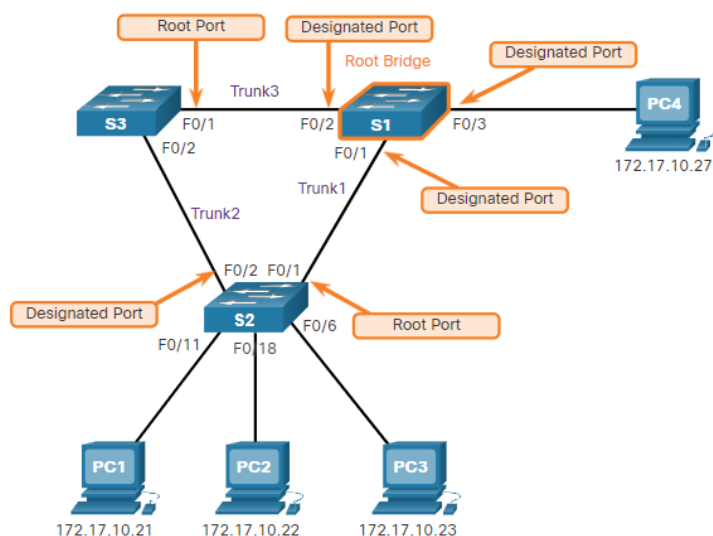 Root Port
Designated Port
Root Bridge
Designated Port
Trunk3
S3
F0/1
F0/2
S1
F0/3
PC4
F0/2
F0/1
172.17.10.27
Trunk1
Designated Port
Trunk2
F0/2
F0/1
Designated Port
S2
F0/6
Root Port
F0/11
F0/18
PC1
PC2
PC3
172.17.10.21
172.17.10.22
172.17.10.23